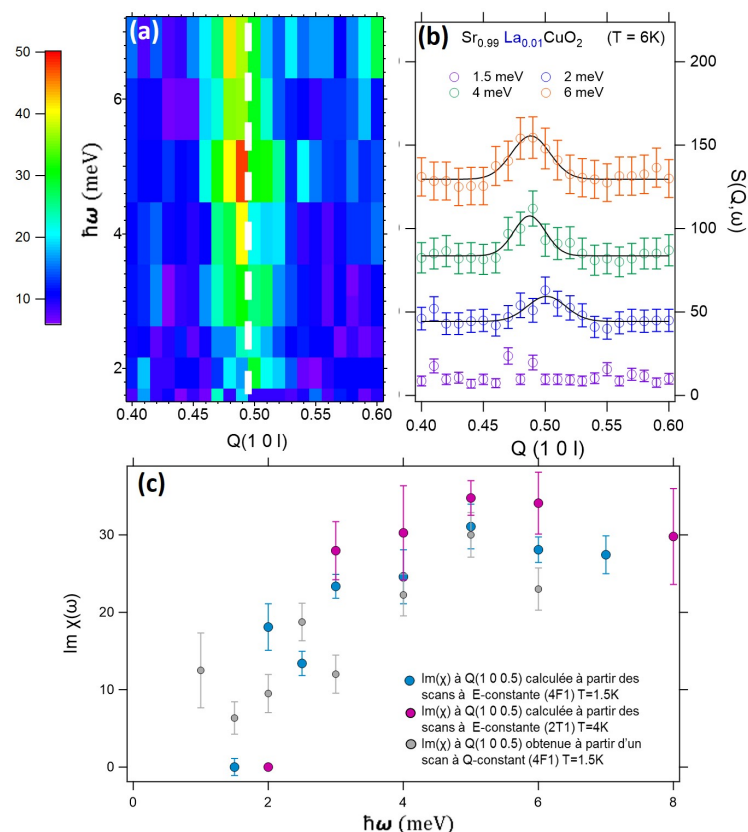 (a)
50
40
30
20
10
6
4
2
ħω (meV)
0.40
0.45
0.50
0.55
0.60
Q(1 0 l)
(b)
Sr0.99 La0.01CuO2 (T = 6K)
1.5 meV 2 meV
4 meV 6 meV
200
150
100
50
0
S(Q,ω)
0.40
0.45
0.50
0.55
0.60
Q (1 0 l)
(c)
30
20
10
0
Im χ(ω)
Im(χ) à Q(1 0 0.5) calculée à partir des
scans à E-constante (4F1) T=1.5K
Im(χ) à Q(1 0 0.5) calculée à partir des
scans à E-constante (2T1) T=4K
Im(χ) à Q(1 0 0.5) obtenue à partir d'un
scan à Q-constant (4F1) T=1.5K
0
2
4
6
8
ħω (meV)